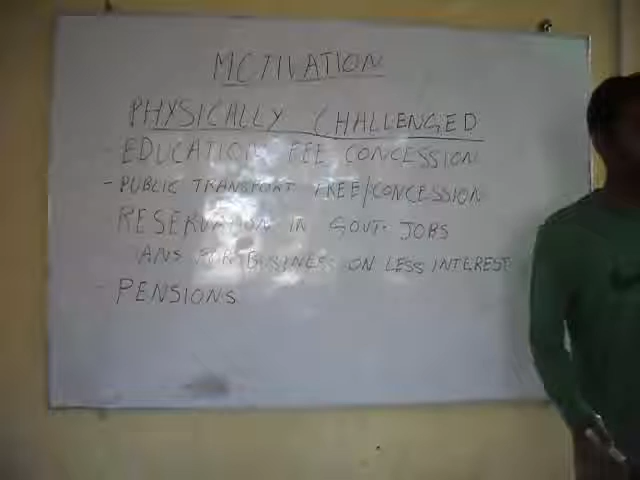 MOTIVATION
PHYSICALLY CHALLENGED
- EDUCATION FEE CONCESSION
- PUBLIC TRANSPORT FREE/CONCESSION
RESERVATION IN GOVT. JOBS
ANS FOR BUSINESS ON LESS INTEREST
- PENSIONS